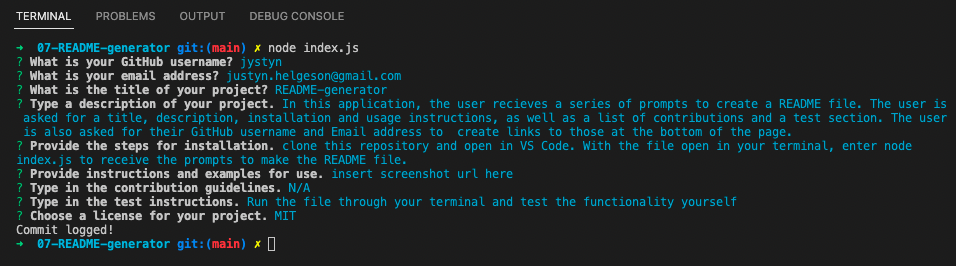 TERMINAL PROBLEMS OUTPUT DEBUG CONSOLE
➜ 07-README-generator git:(main) ✗ node index.js
? What is your GitHub username? jystyn
? What is your email address? justyn.helgeson@gmail.com
? What is the title of your project? README-generator
? Type a description of your project. In this application, the user recieves a series of prompts to create a README file. The user is
asked for a title, description, installation and usage instructions, as well as a list of contributions and a test section. The user
is also asked for their GitHub username and Email address to  create links to those at the bottom of the page.
? Provide the steps for installation. clone this repository and open in VS Code. With the file open in your terminal, enter node
index.js to receive the prompts to make the README file.
? Provide instructions and examples for use. insert screenshot url here
? Type in the contribution guidelines. N/A
? Type in the test instructions. Run the file through your terminal and test the functionality yourself
? Choose a license for your project. MIT
Commit logged!
➜ 07-README-generator git:(main) ✗